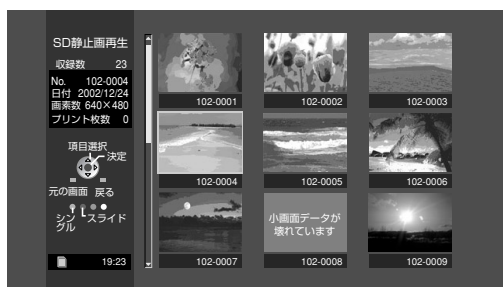 SD静止画再生
収録数 23
No. 102-0004
日付 2002/12/24
画素数 640×480
プリント枚数 0
項目選択
決定
元の画面 戻る
シン
グル
スライド
19:23
102-0001
102-0002
102-0003
102-0004
102-0005
102-0006
小画面データが
壊れています
102-0007
102-0008
102-0009